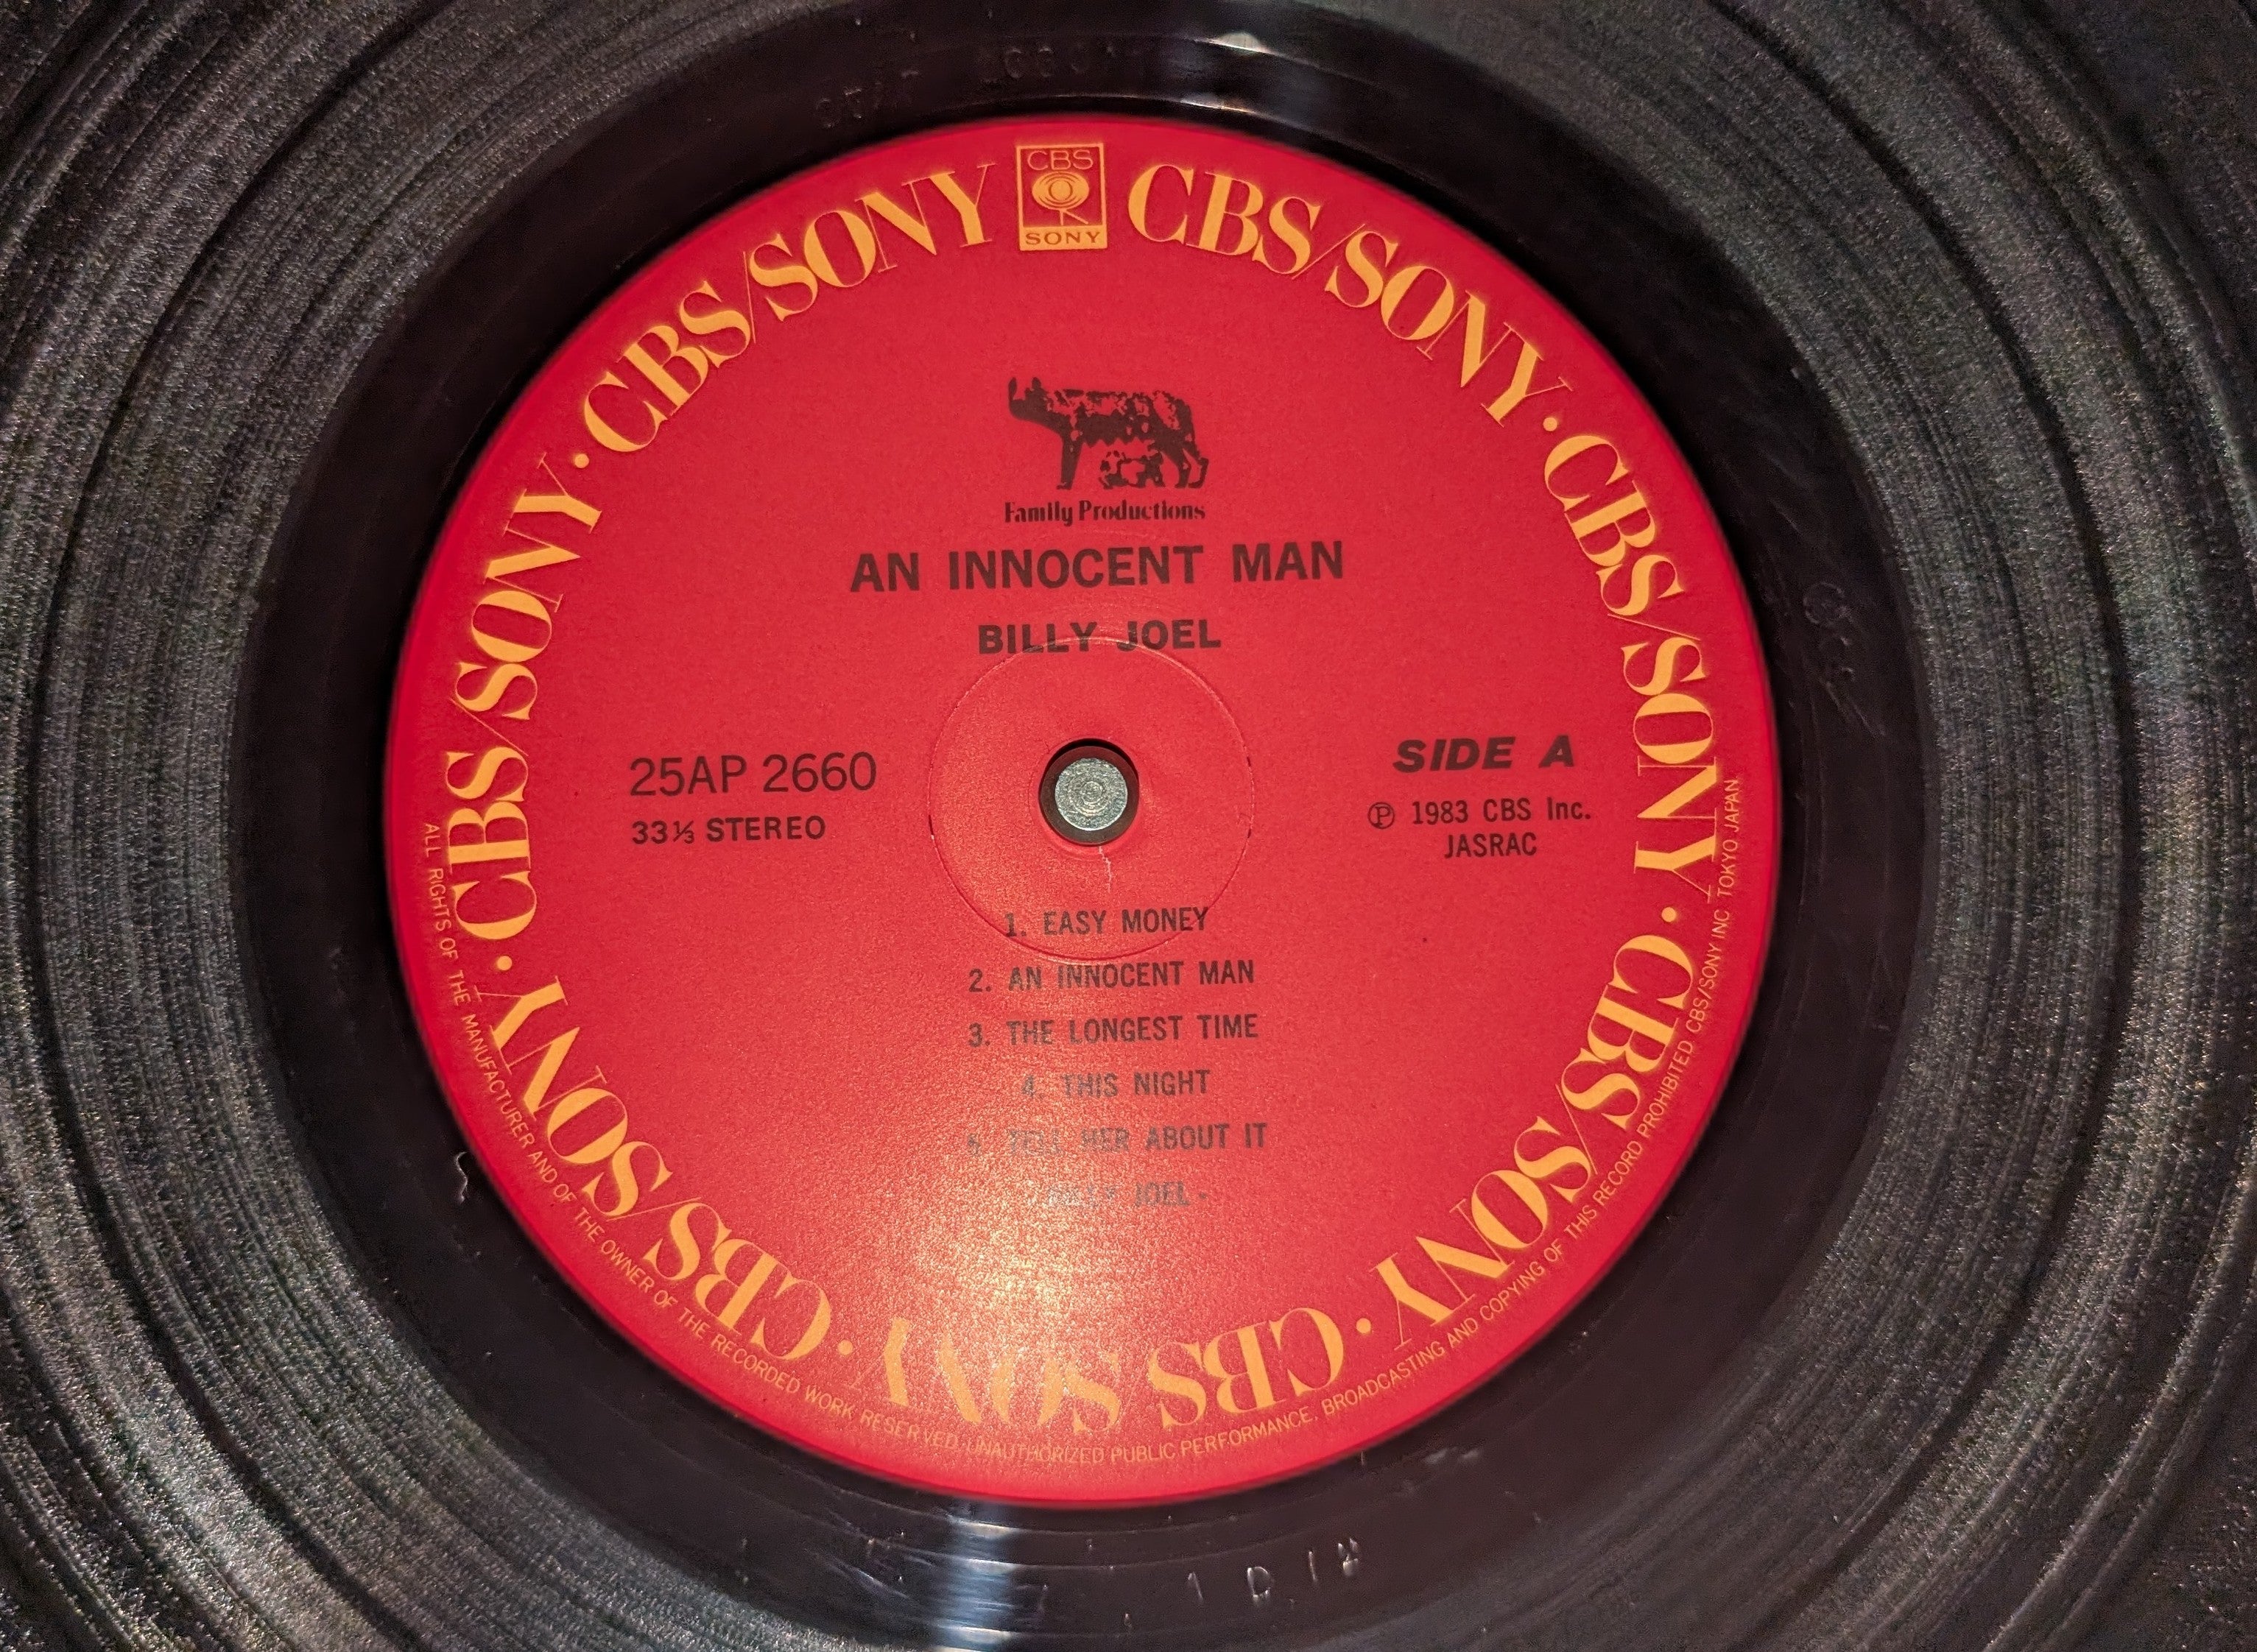 CBS
SONY
CBS/SONY · CBS/SONY · CBS/SONY · CBS/SONY · CBS/SONY · CBS/SONY · CBS/SONY · CBS/SONY
Family Productions
AN INNOCENT MAN
BILLY JOEL
25AP 2660
33⅓ STEREO
SIDE A
Ⓟ 1983 CBS Inc.
JASRAC
1. EASY MONEY
2. AN INNOCENT MAN
3. THE LONGEST TIME
4. THIS NIGHT
TELL HER ABOUT IT
BILLY JOEL -
ALL RIGHTS OF THE MANUFACTURER AND OF THE OWNER OF THE RECORDED WORK RESERVED·UNAUTHORIZED PUBLIC PERFORMANCE, BROADCASTING AND COPYING OF THIS RECORD PROHIBITED CBS/SONY INC TOKYO JAPAN